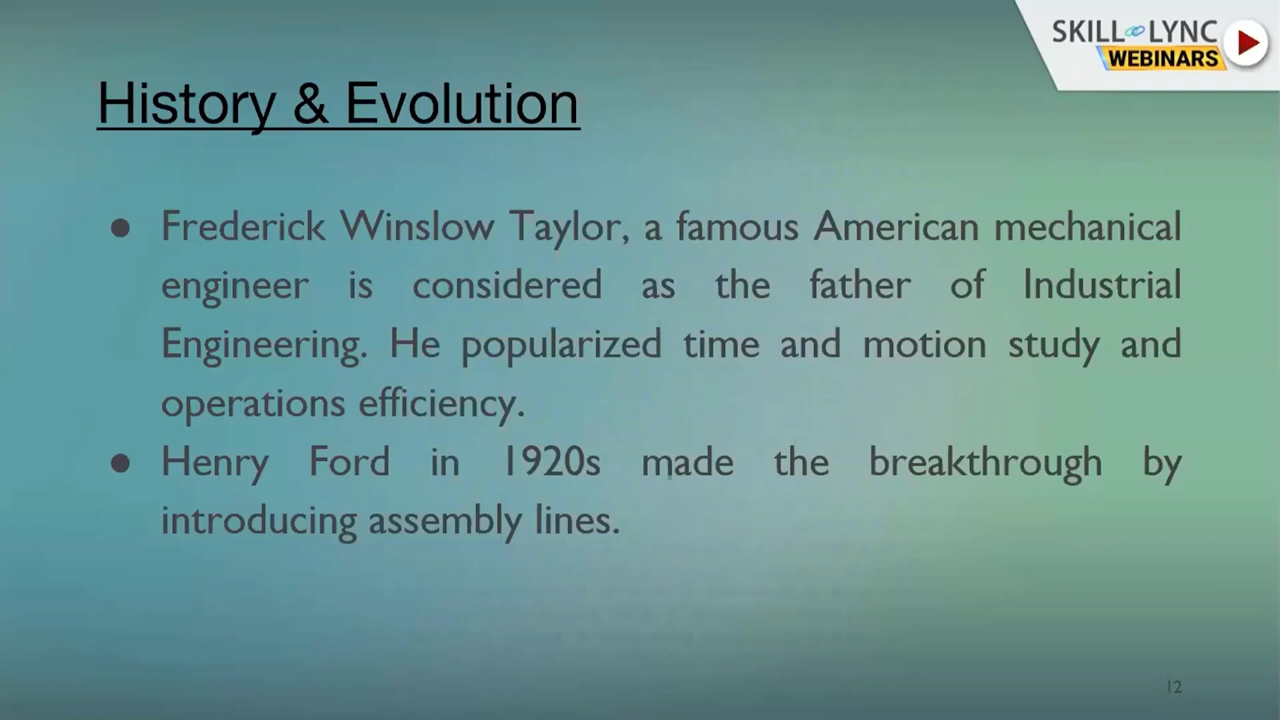 SKILL LYNC
WEBINARS
History & Evolution
● Frederick Winslow Taylor, a famous American mechanical
engineer is considered as the father of Industrial
Engineering. He popularized time and motion study and
operations efficiency.
● Henry Ford in 1920s made the breakthrough by
introducing assembly lines.
12